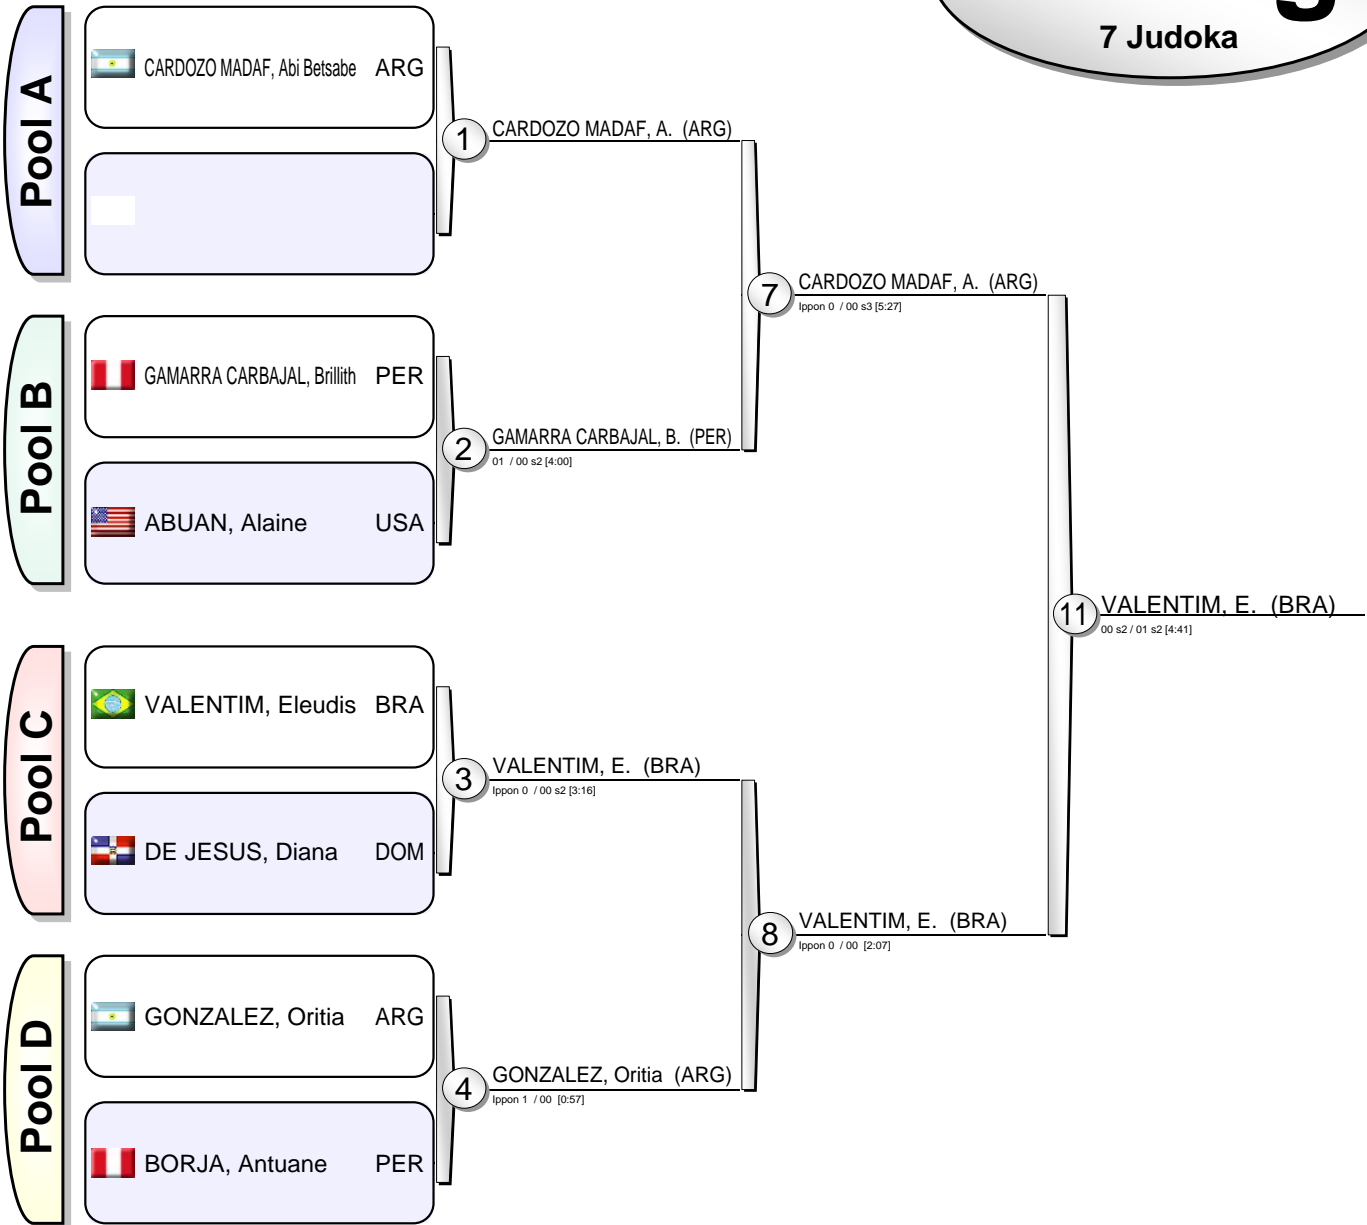 7 Judoka
Pool A
CARDOZO MADAF, Abi Betsabe ARG
1 CARDOZO MADAF, A. (ARG)
7 CARDOZO MADAF, A. (ARG)
Ippon 0 / 00 s3 [5:27]
Pool B
GAMARRA CARBAJAL, Brillith PER
2 GAMARRA CARBAJAL, B. (PER)
01 / 00 s2 [4:00]
ABUAN, Alaine USA
11 VALENTIM, E. (BRA)
00 s2 / 01 s2 [4:41]
Pool C
VALENTIM, Eleudis BRA
3 VALENTIM, E. (BRA)
Ippon 0 / 00 s2 [3:16]
DE JESUS, Diana DOM
8 VALENTIM, E. (BRA)
Ippon 0 / 00 [2:07]
Pool D
GONZALEZ, Oritia ARG
4 GONZALEZ, Oritia (ARG)
Ippon 1 / 00 [0:57]
BORJA, Antuane PER